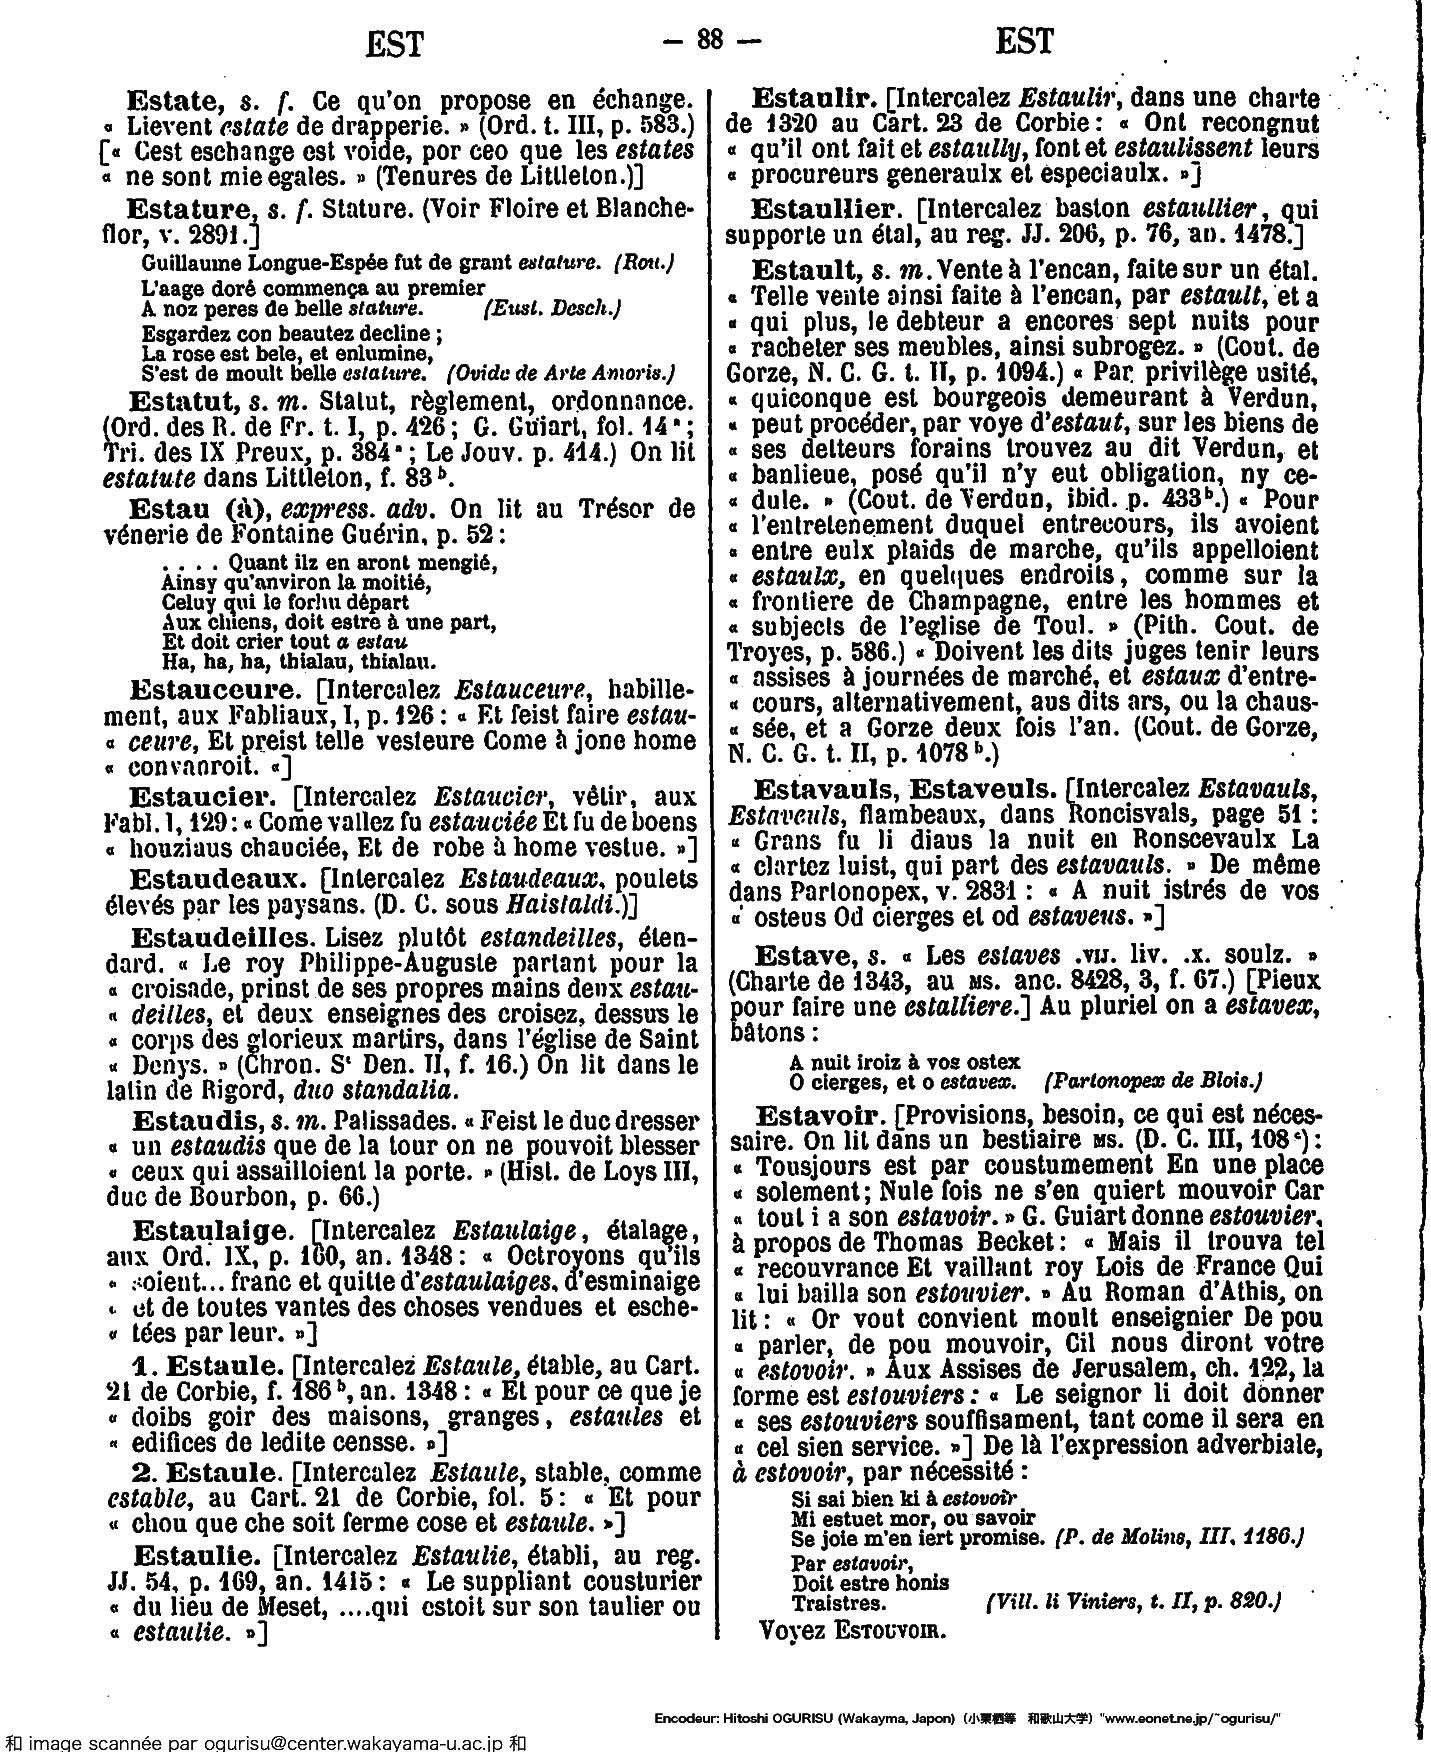 EST — 88 — EST
Estate, s. f. Ce qu'on propose en échange.
« Lievent estate de drapperie. » (Ord. t. III, p. 583.)
[« Cest eschange est voide, por ceo que les estates
« ne sont mie egales. » (Tenures de Littleton.)]
Estature, s. f. Stature. (Voir Floire et Blanche-
flor, v. 2891.]
Guillaume Longue-Espée fut de grant estature. (Rou.)
L'aage doré commença au premier
A noz peres de belle stature. (Eust. Desch.)
Esgardez con beautez decline ;
La rose est bele, et enlumine,
S'est de moult belle estature. (Ovide de Arte Amoris.)
Estatut, s. m. Statut, règlement, ordonnance.
(Ord. des R. de Fr. t. I, p. 426 ; G. Guiart, fol. 14 ª ;
Tri. des IX Preux, p. 384 ª ; Le Jouv. p. 414.) On lit
estatute dans Littleton, f. 83 ᵇ.
Estau (à), express. adv. On lit au Trésor de
vénerie de Fontaine Guérin, p. 52 :
. . . . Quant ilz en aront mengié,
Ainsy qu'anviron la moitié,
Celuy qui le forhu départ
Aux chiens, doit estre à une part,
Et doit crier tout a estau
Ha, ha, ha, thialau, thialau.
Estauceure. [Intercalez Estauceure, habille-
ment, aux Fabliaux, I, p. 126 : « Et feist faire estau-
« ceure, Et preist telle vesteure Come à jone home
« convanroit. «]
Estaucier. [Intercalez Estaucier, vêtir, aux
Fabl. I, 129 : « Come vallez fu estauciée Et fu de boens
« houziaus chauciée, Et de robe à home vestue. »]
Estaudeaux. [Intercalez Estaudeaux, poulets
élevés par les paysans. (D. C. sous Haistaldi.)]
Estaudeilles. Lisez plutôt estandeilles, éten-
dard. « Le roy Philippe-Auguste partant pour la
« croisade, prinst de ses propres mains deux estau-
« deilles, et deux enseignes des croisez, dessus le
« corps des glorieux martirs, dans l'église de Saint
« Denys. » (Chron. Sᵗ Den. II, f. 16.) On lit dans le
latin de Rigord, duo standalia.
Estaudis, s. m. Palissades. « Feist le duc dresser
« un estaudis que de la tour on ne pouvoit blesser
« ceux qui assailloient la porte. » (Hist. de Loys III,
duc de Bourbon, p. 66.)
Estaulaige. [Intercalez Estaulaige, étalage,
aux Ord. IX, p. 160, an. 1348 : « Octroyons qu'ils
« soient... franc et quitte d'estaulaiges, d'esminaige
« et de toutes vantes des choses vendues et esche-
« tées par leur. »]
1. Estaule. [Intercalez Estaule, étable, au Cart.
21 de Corbie, f. 186 ᵇ, an. 1348 : « Et pour ce que je
« doibs goir des maisons, granges, estaules et
« edifices de ledite censse. »]
2. Estaule. [Intercalez Estaule, stable, comme
estable, au Cart. 21 de Corbie, fol. 5 : « Et pour
« chou que che soit ferme cose et estaule. »]
Estaulie. [Intercalez Estaulie, établi, au reg.
JJ. 54, p. 169, an. 1415 : « Le suppliant cousturier
« du lieu de Meset, ....qui estoit sur son taulier ou
« estaulie. »]
Estaulir. [Intercalez Estaulir, dans une charte
de 1320 au Cart. 23 de Corbie : « Ont recongnut
« qu'il ont fait et estaully, font et estaulissent leurs
« procureurs generaulx et especiaulx. »]
Estaullier. [Intercalez baston estaullier, qui
supporte un étal, au reg. JJ. 206, p. 76, an. 1478.]
Estault, s. m. Vente à l'encan, faite sur un étal.
« Telle vente ainsi faite à l'encan, par estault, et a
« qui plus, le debteur a encores sept nuits pour
« racheter ses meubles, ainsi subrogez. » (Cout. de
Gorze, N. C. G. t. II, p. 1094.) « Par privilège usité,
« quiconque est bourgeois demeurant à Verdun,
« peut procéder, par voye d'estaut, sur les biens de
« ses detteurs forains trouvez au dit Verdun, et
« banlieue, posé qu'il n'y eut obligation, ny ce-
« dule. » (Cout. de Verdun, ibid. p. 433 ᵇ.) « Pour
« l'entretenement duquel entrecours, ils avoient
« entre eulx plaids de marche, qu'ils appelloient
« estaulx, en quelques endroits, comme sur la
« frontiere de Champagne, entre les hommes et
« subjects de l'eglise de Toul. » (Pith. Cout. de
Troyes, p. 586.) « Doivent les dits juges tenir leurs
« assises à journées de marché, et estaux d'entre-
« cours, alternativement, aus dits ars, ou la chaus-
« sée, et a Gorze deux fois l'an. (Cout. de Gorze,
N. C. G. t. II, p. 1078 ᵇ.)
Estavauls, Estaveuls. [Intercalez Estavauls,
Estaveuls, flambeaux, dans Roncisvals, page 51 :
« Grans fu li diaus la nuit en Ronscevaulx La
« clartez luist, qui part des estavauls. » De même
dans Partonopex, v. 2831 : « A nuit istrés de vos
« osteus Od cierges et od estaveus. »]
Estave, s. « Les estaves .VIJ. liv. .X. soulz. »
(Charte de 1343, au MS. anc. 8428, 3, f. 67.) [Pieux
pour faire une estalliere.] Au pluriel on a estavex,
bâtons :
A nuit iroiz à vos ostex
O cierges, et o estavex. (Partonopex de Blois.)
Estavoir. [Provisions, besoin, ce qui est néces-
saire. On lit dans un bestiaire MS. (D. C. III, 108 ᶜ) :
« Tousjours est par coustumement En une place
« solement ; Nule fois ne s'en quiert mouvoir Car
« tout i a son estavoir. » G. Guiart donne estouvier,
à propos de Thomas Becket : « Mais il trouva tel
« recouvrance Et vaillant roy Lois de France Qui
« lui bailla son estouvier. » Au Roman d'Athis, on
lit : « Or vout convient moult enseignier De pou
« parler, de pou mouvoir, Cil nous diront votre
« estovoir. » Aux Assises de Jerusalem, ch. 122, la
forme est estouviers : « Le seignor li doit donner
« ses estouviers souffisament, tant come il sera en
« cel sien service. »] De là l'expression adverbiale,
à estovoir, par nécessité :
Si sai bien ki à estovoir
Mi estuet mor, ou savoir
Se joie m'en iert promise. (P. de Molins, III, 1186.)
Par estavoir,
Doit estre honis
Traistres. (Vill. li Viniers, t. II, p. 820.)
Voyez ESTOUVOIR.
Encodeur: Hitoshi OGURISU (Wakayma, Japon) (小栗栖等 和歌山大学) "www.eonet.ne.jp/~ogurisu/"
和 image scannée par ogurisu@center.wakayama-u.ac.jp 和